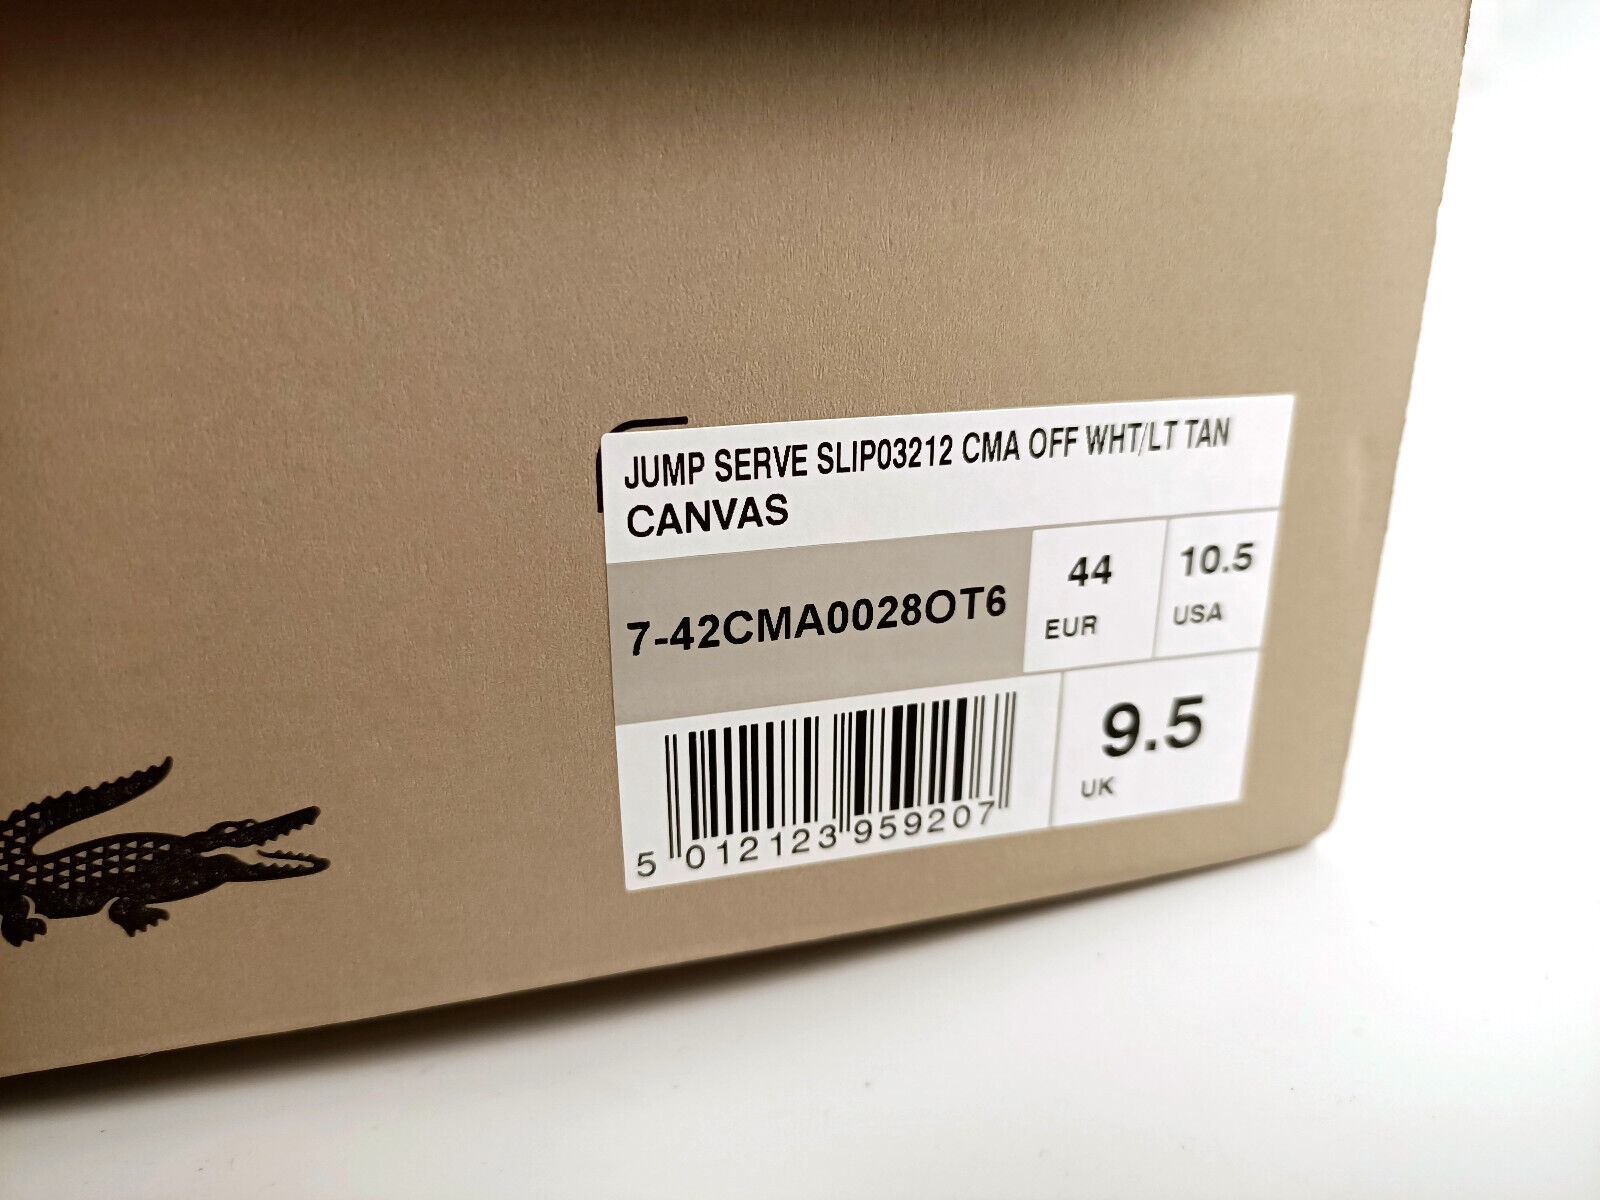 JUMP SERVE SLIP03212 CMA OFF WHT/LT TAN
CANVAS
7-42CMA0028OT6
44
EUR
10.5
USA
9.5
UK
5 012123 959207